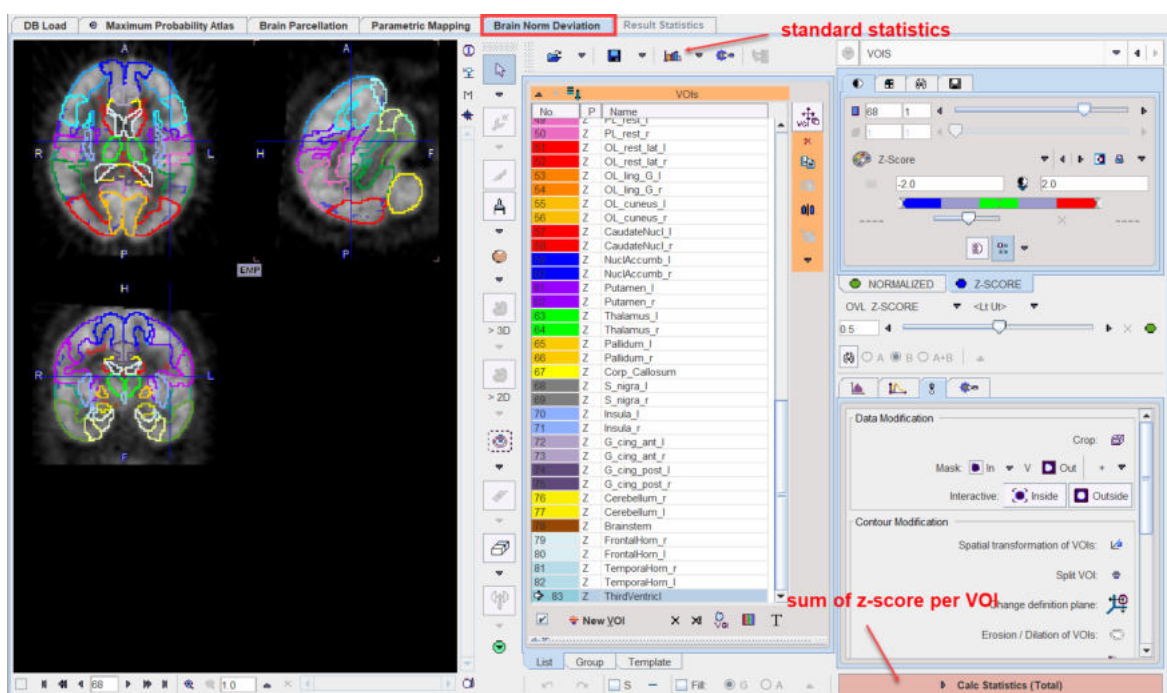 DB Load
Maximum Probability Atlas
Brain Parcellation
Parametric Mapping
Brain Norm Deviation
Result Statistics
standard statistics
VOIS
A
A
R
L
H
F
P
P
EMP
H
R
L
F
M
> 3D
> 2D
VOIs
No. P Name
49 Z PL_rest_l
50 Z PL_rest_r
51 Z OL_rest_lat_l
52 Z OL_rest_lat_r
53 Z OL_ling_G_l
54 Z OL_ling_G_r
55 Z OL_cuneus_l
56 Z OL_cuneus_r
57 Z CaudateNucl_l
58 Z CaudateNucl_r
Z NuclAccumb_l
Z NuclAccumb_r
61 Z Putamen_l
62 Z Putamen_r
63 Z Thalamus_l
64 Z Thalamus_r
65 Z Pallidum_l
66 Z Pallidum_r
67 Z Corp_Callosum
68 Z S_nigra_l
69 Z S_nigra_r
70 Z Insula_l
71 Z Insula_r
72 Z G_cing_ant_l
73 Z G_cing_ant_r
74 Z G_cing_post_l
75 Z G_cing_post_r
76 Z Cerebellum_r
77 Z Cerebellum_l
78 Z Brainstem
79 Z FrontalHorn_r
80 Z FrontalHorn_l
81 Z TemporaHorn_r
82 Z TemporaHorn_l
83 Z ThirdVentricl
New VOI
VOI
T
List
Group
Template
S
Fill:
G
A
68 1
1 1
Z-Score
-2.0
2.0
NORMALIZED
Z-SCORE
OVL Z-SCORE
<Lt Ut>
0.5
A
B
A+B
Data Modification
Crop:
Mask: In V Out +
Interactive: Inside Outside
Contour Modification
Spatial transformation of VOIs:
Split VOI:
sum of z-score per VOI
Change definition plane:
Erosion / Dilation of VOIs:
68
1.0
Calc Statistics (Total)